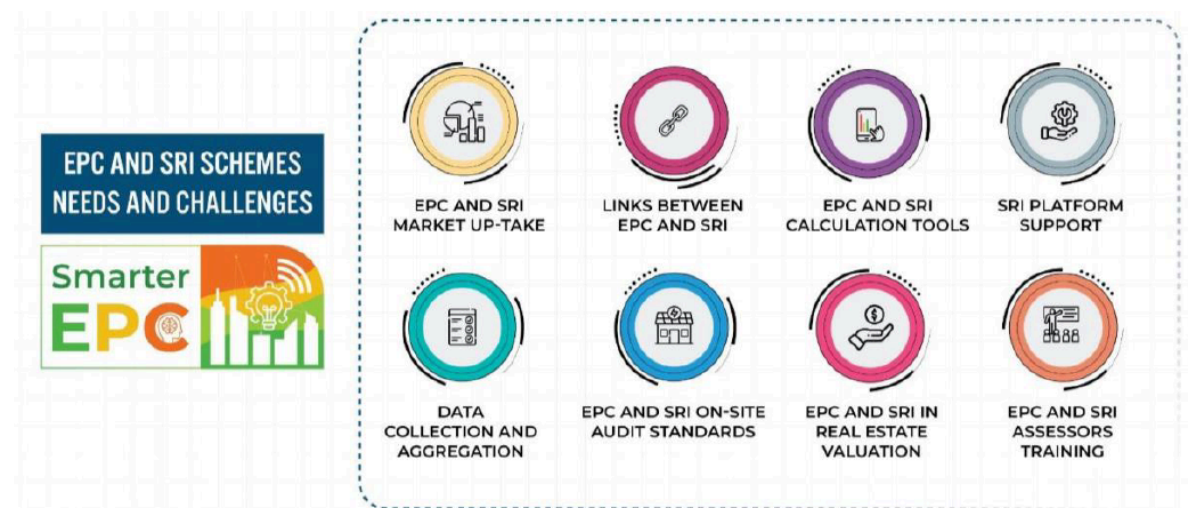 EPC AND SRI SCHEMES
NEEDS AND CHALLENGES
Smarter
EPC
EPC AND SRI
MARKET UP-TAKE
LINKS BETWEEN
EPC AND SRI
EPC AND SRI
CALCULATION TOOLS
SRI PLATFORM
SUPPORT
DATA
COLLECTION AND
AGGREGATION
EPC AND SRI ON-SITE
AUDIT STANDARDS
EPC AND SRI IN
REAL ESTATE
VALUATION
EPC AND SRI
ASSESSORS
TRAINING